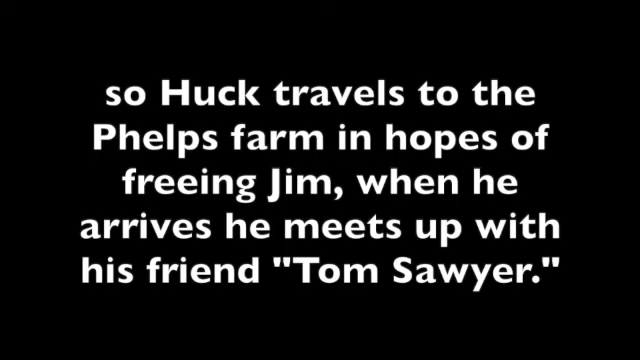 so Huck travels to the
Phelps farm in hopes of
freeing Jim, when he
arrives he meets up with
his friend "Tom Sawyer."